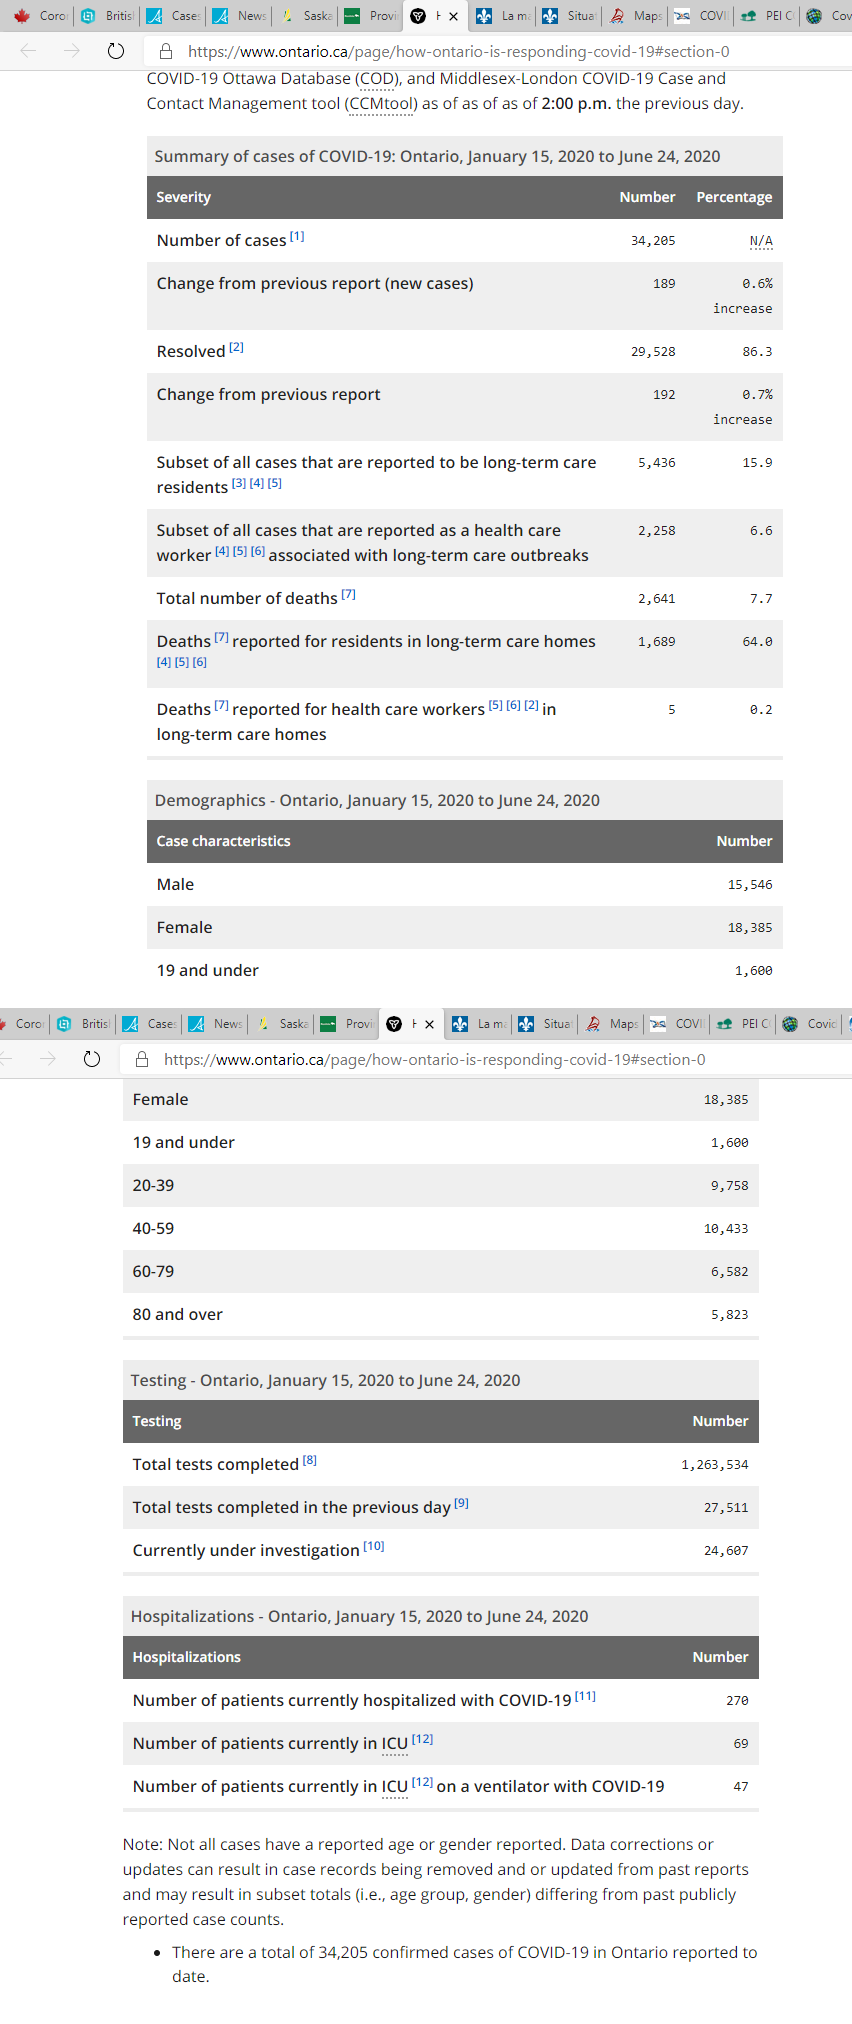 Coror
Britisl
Cases
News
Saska
Provi
H
La ma
Situat
Maps
COVI
PEI C
Cov
https://www.ontario.ca/page/how-ontario-is-responding-covid-19#section-0
COVID-19 Ottawa Database (COD), and Middlesex-London COVID-19 Case and
Contact Management tool (CCMtool) as of as of as of 2:00 p.m. the previous day.
Summary of cases of COVID-19: Ontario, January 15, 2020 to June 24, 2020
Severity Number Percentage
Number of cases [1] 34,205 N/A
Change from previous report (new cases) 189 0.6%
increase
Resolved [2] 29,528 86.3
Change from previous report 192 0.7%
increase
Subset of all cases that are reported to be long-term care 5,436 15.9
residents [3] [4] [5]
Subset of all cases that are reported as a health care 2,258 6.6
worker [4] [5] [6] associated with long-term care outbreaks
Total number of deaths [7] 2,641 7.7
Deaths [7] reported for residents in long-term care homes 1,689 64.0
[4] [5] [6]
Deaths [7] reported for health care workers [5] [6] [2] in 5 0.2
long-term care homes
Demographics - Ontario, January 15, 2020 to June 24, 2020
Case characteristics Number
Male 15,546
Female 18,385
19 and under 1,600
Coror
Britisl
Cases
News
Saska
Provi
H
La ma
Situat
Maps
COVI
PEI C
Covid
https://www.ontario.ca/page/how-ontario-is-responding-covid-19#section-0
Female 18,385
19 and under 1,600
20-39 9,758
40-59 10,433
60-79 6,582
80 and over 5,823
Testing - Ontario, January 15, 2020 to June 24, 2020
Testing Number
Total tests completed [8] 1,263,534
Total tests completed in the previous day [9] 27,511
Currently under investigation [10] 24,607
Hospitalizations - Ontario, January 15, 2020 to June 24, 2020
Hospitalizations Number
Number of patients currently hospitalized with COVID-19 [11] 270
Number of patients currently in ICU [12] 69
Number of patients currently in ICU [12] on a ventilator with COVID-19 47
Note: Not all cases have a reported age or gender reported. Data corrections or
updates can result in case records being removed and or updated from past reports
and may result in subset totals (i.e., age group, gender) differing from past publicly
reported case counts.
• There are a total of 34,205 confirmed cases of COVID-19 in Ontario reported to
date.